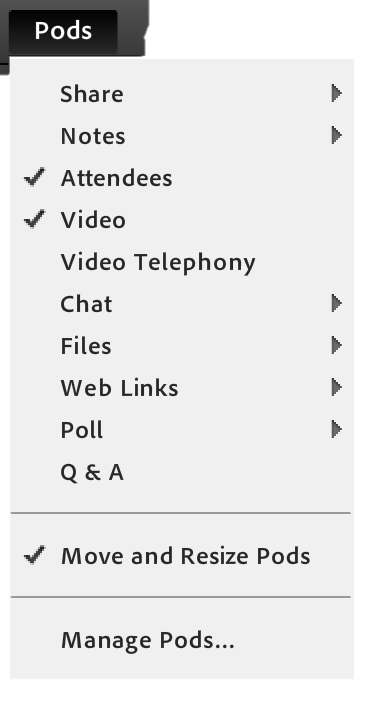 Pods
Share
Notes
Attendees
Video
Video Telephony
Chat
Files
Web Links
Poll
Q & A
Move and Resize Pods
Manage Pods...